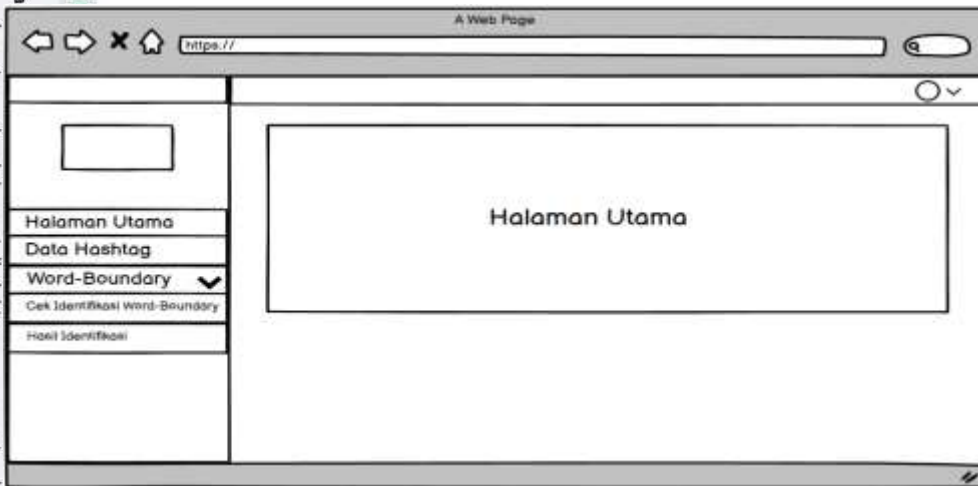 A Web Page
https://
Halaman Utama
Data Hashtag
Word-Boundary
Cek Identifikasi Word-Boundary
Hasil Identifikasi
Halaman Utama